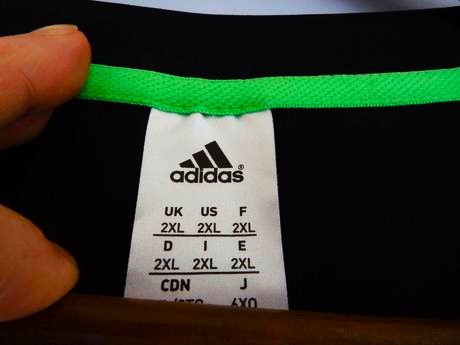 adidas®
UK US F
2XL 2XL 2XL
D I E
2XL 2XL 2XL
CDN J